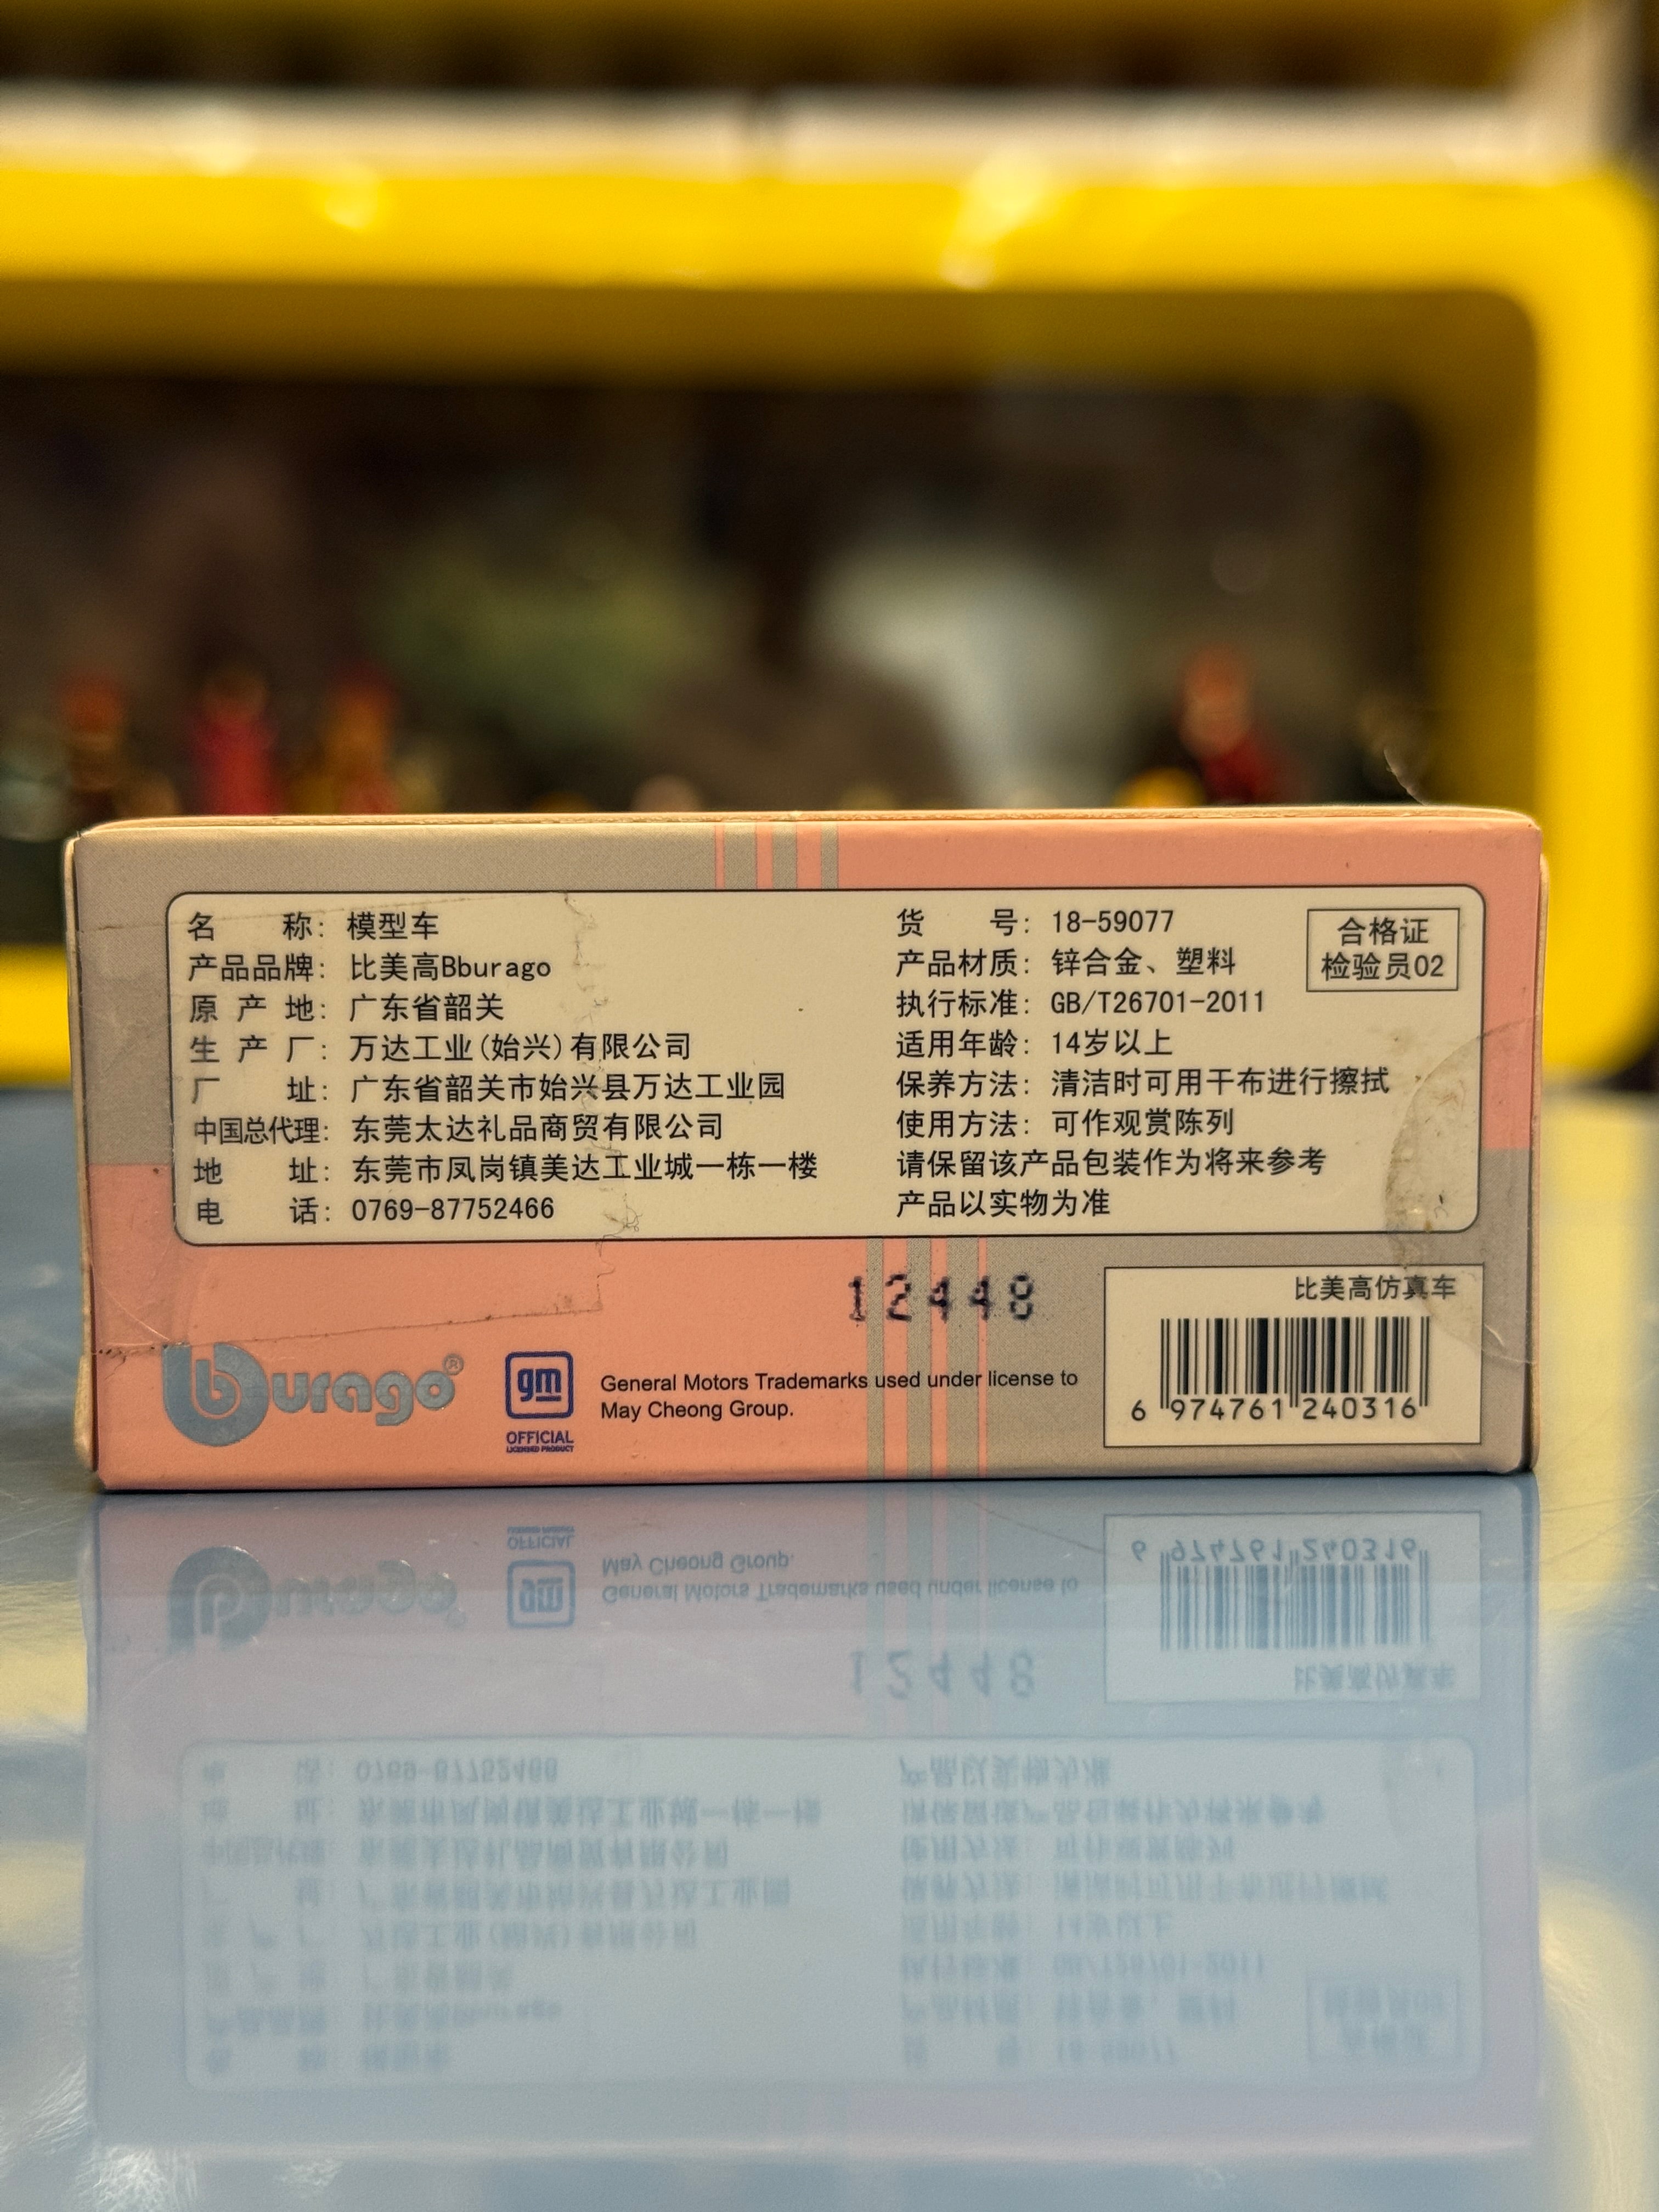 名 称: 模型车
产品品牌: 比美高Bburago
原 产 地: 广东省韶关
生 产 厂: 万达工业(始兴)有限公司
厂 址: 广东省韶关市始兴县万达工业园
中国总代理: 东莞太达礼品商贸有限公司
地 址: 东莞市凤岗镇美达工业城一栋一楼
电 话: 0769-87752466
货 号: 18-59077
产品材质: 锌合金、塑料
执行标准: GB/T26701-2011
适用年龄: 14岁以上
保养方法: 清洁时可用干布进行擦拭
使用方法: 可作观赏陈列
请保留该产品包装作为将来参考
产品以实物为准
合格证
检验员02
12448
burago®
gm
OFFICIAL
LICENSED PRODUCT
General Motors Trademarks used under license to
May Cheong Group.
比美高仿真车
6 974761 240316